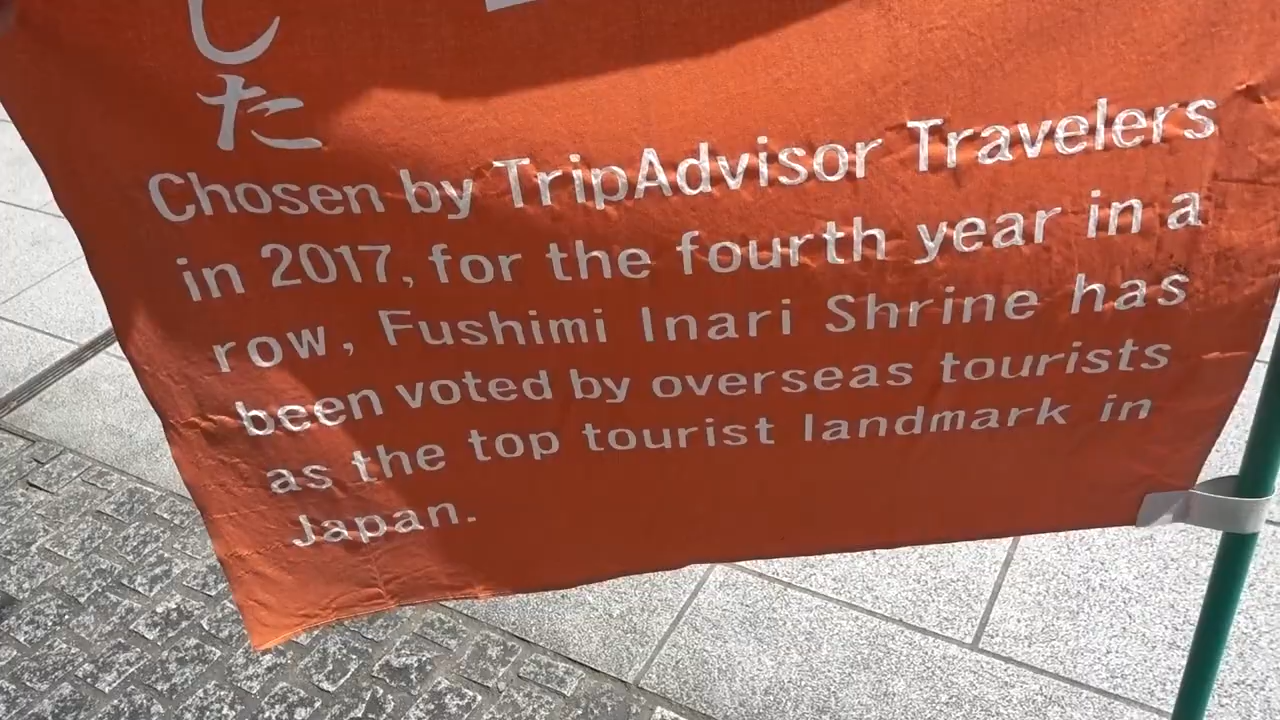 した
Chosen by TripAdvisor Travelers
in 2017, for the fourth year in a
row, Fushimi Inari Shrine has
been voted by overseas tourists
as the top tourist landmark in
Japan.